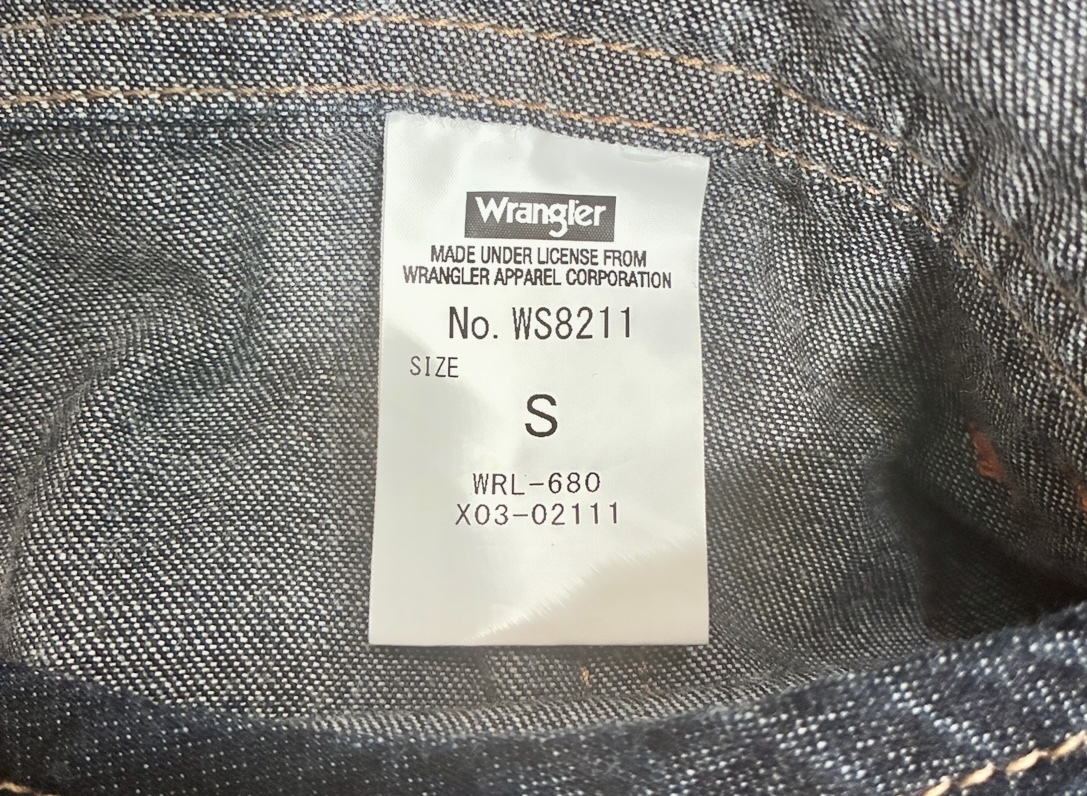 Wrangler
MADE UNDER LICENSE FROM
WRANGLER APPAREL CORPORATION
No. WS8211
SIZE
S
WRL-680
X03-02111